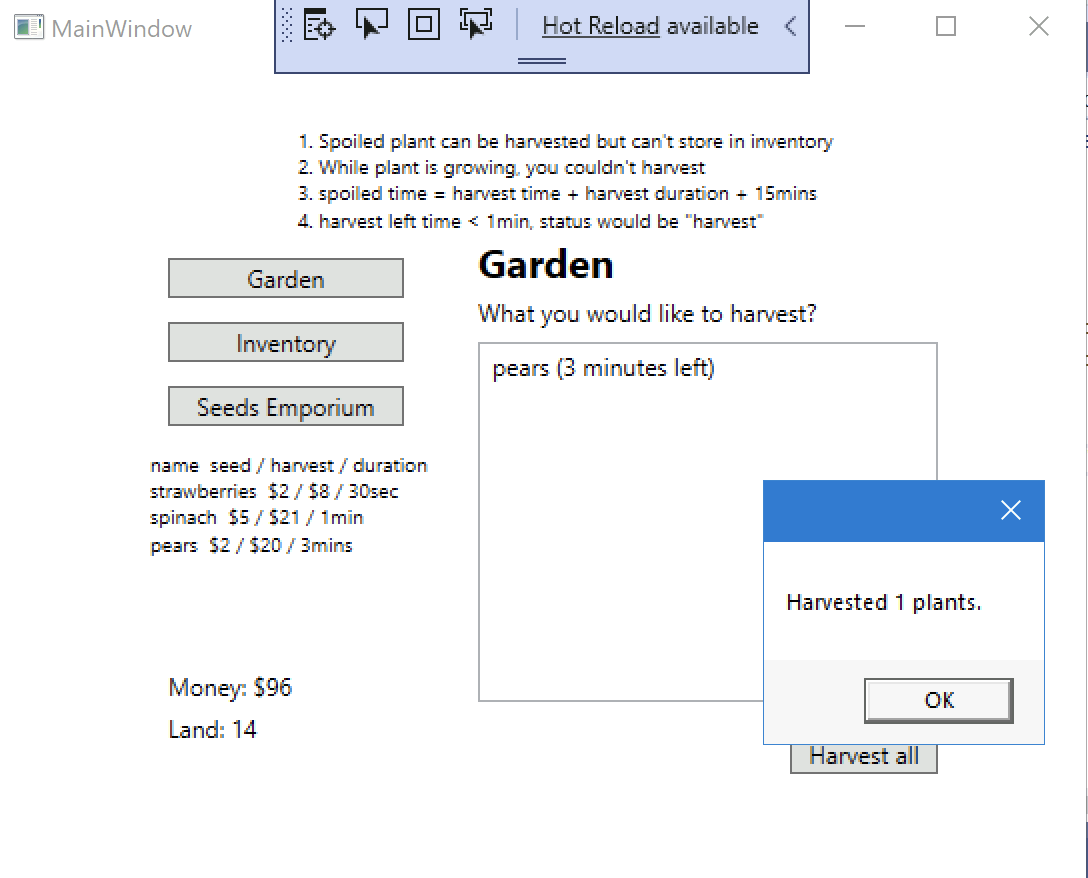 MainWindow
Hot Reload available
1. Spoiled plant can be harvested but can't store in inventory
2. While plant is growing, you couldn't harvest
3. spoiled time = harvest time + harvest duration + 15mins
4. harvest left time < 1min, status would be "harvest"
Garden
Inventory
Seeds Emporium
name  seed / harvest / duration
strawberries  $2 / $8 / 30sec
spinach  $5 / $21 / 1min
pears  $2 / $20 / 3mins
Money: $96
Land: 14
Garden
What you would like to harvest?
pears (3 minutes left)
Harvested 1 plants.
OK
Harvest all